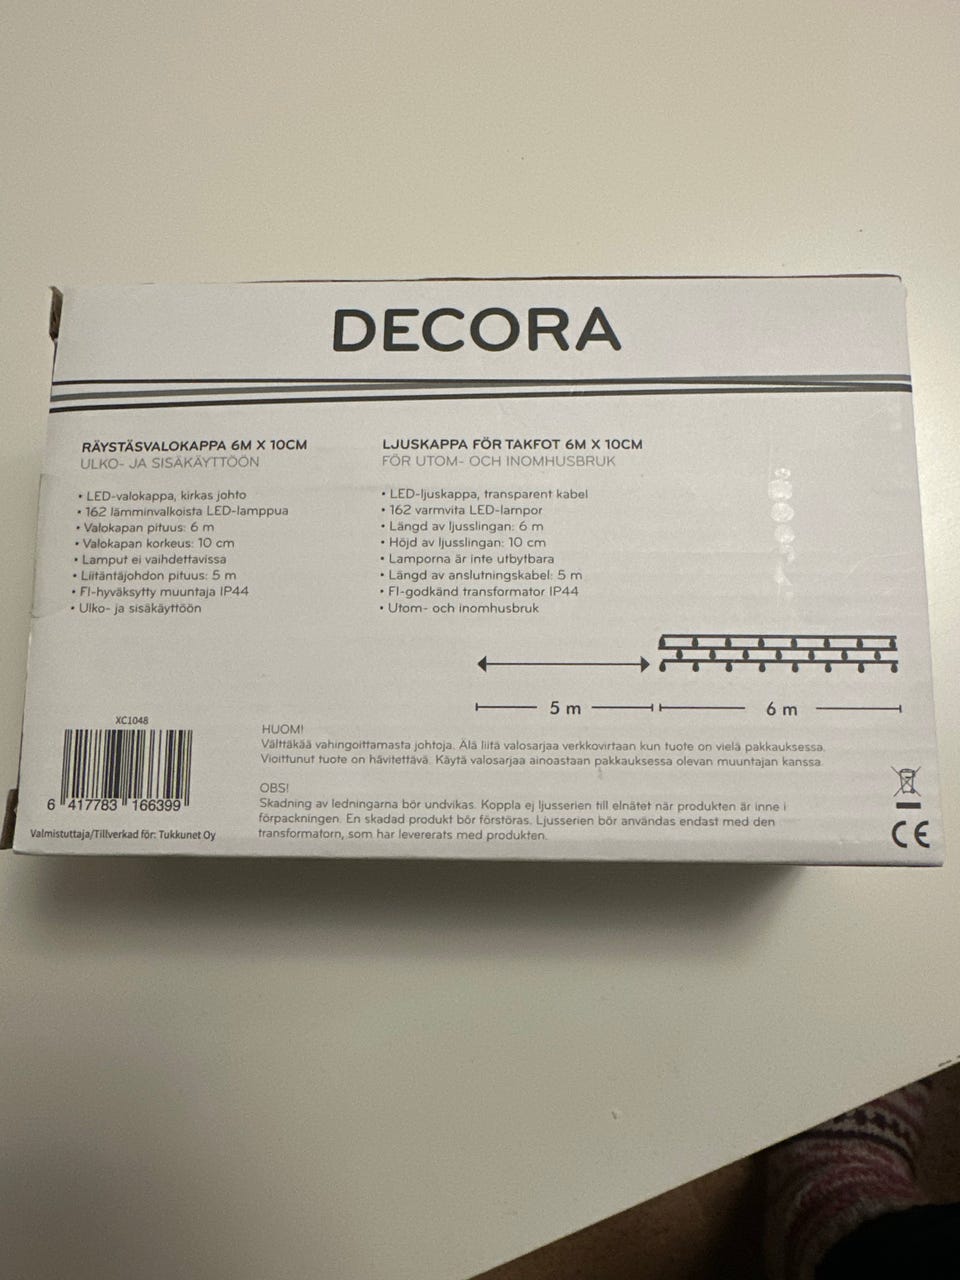 DECORA
RÄYSTÄSVALOKAPPA 6M X 10CM
ULKO- JA SISÄKÄYTTÖÖN
• LED-valokappa, kirkas johto
• 162 lämminvalkoista LED-lamppua
• Valokapan pituus: 6 m
• Valokapan korkeus: 10 cm
• Lamput ei vaihdettavissa
• Liitäntäjohdon pituus: 5 m
• FI-hyväksytty muuntaja IP44
• Ulko- ja sisäkäyttöön
LJUSKAPPA FÖR TAKFOT 6M X 10CM
FÖR UTOM- OCH INOMHUSBRUK
• LED-ljuskappa, transparent kabel
• 162 varmvita LED-lampor
• Längd av ljusslingan: 6 m
• Höjd av ljusslingan: 10 cm
• Lamporna är inte utbytbara
• Längd av anslutningskabel: 5 m
• FI-godkänd transformator IP44
• Utom- och inomhusbruk
5 m
6 m
XC1048
6 417783 166399
Valmistuttaja/Tillverkad för: Tukkunet Oy
HUOM!
Välttäkää vahingoittamasta johtoja. Älä liitä valosarjaa verkkovirtaan kun tuote on vielä pakkauksessa.
Vioittunut tuote on hävitettävä. Käytä valosarjaa ainoastaan pakkauksessa olevan muuntajan kanssa.
OBS!
Skadning av ledningarna bör undvikas. Koppla ej ljusserien till elnätet när produkten är inne i
förpackningen. En skadad produkt bör förstöras. Ljusserien bör användas endast med den
transformatorn, som har levererats med produkten.
CE